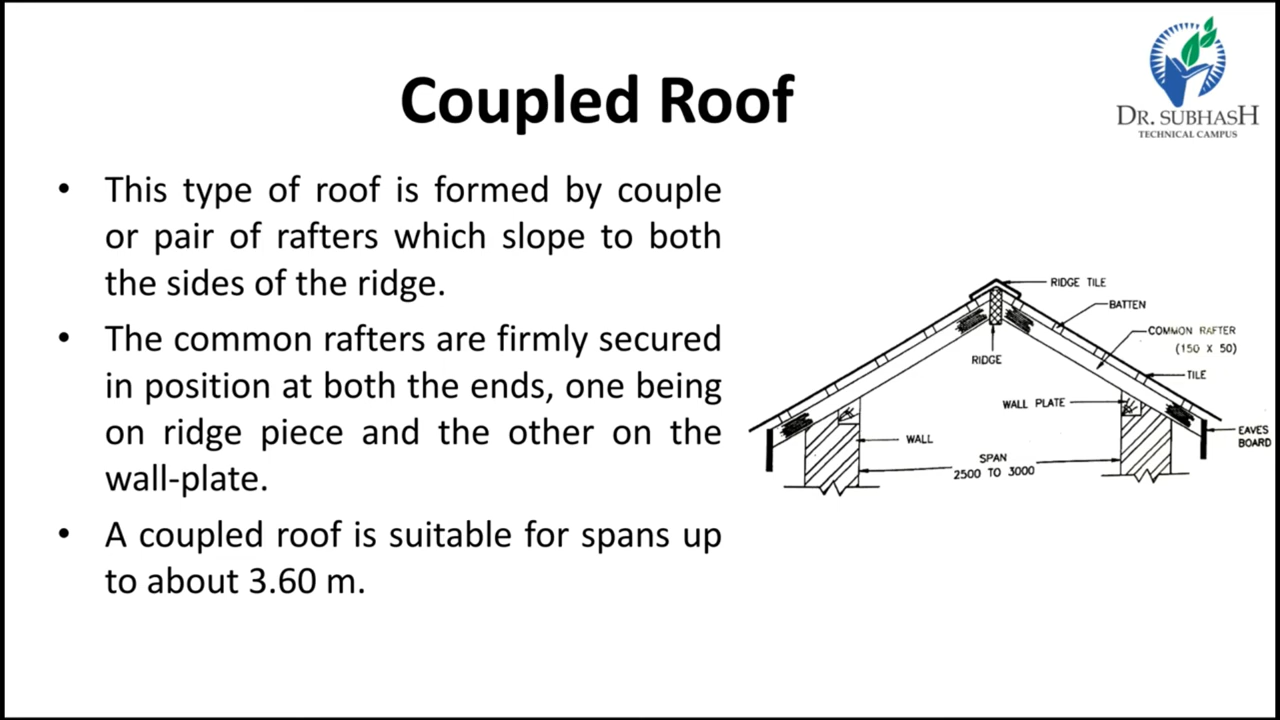 Coupled Roof
DR. SUBHASH
TECHNICAL CAMPUS
• This type of roof is formed by couple
or pair of rafters which slope to both
the sides of the ridge.
• The common rafters are firmly secured
in position at both the ends, one being
on ridge piece and the other on the
wall-plate.
• A coupled roof is suitable for spans up
to about 3.60 m.
RIDGE TILE
BATTEN
COMMON RAFTER
(150 X 50)
RIDGE
TILE
WALL PLATE
WALL
EAVES
BOARD
SPAN
2500 TO 3000